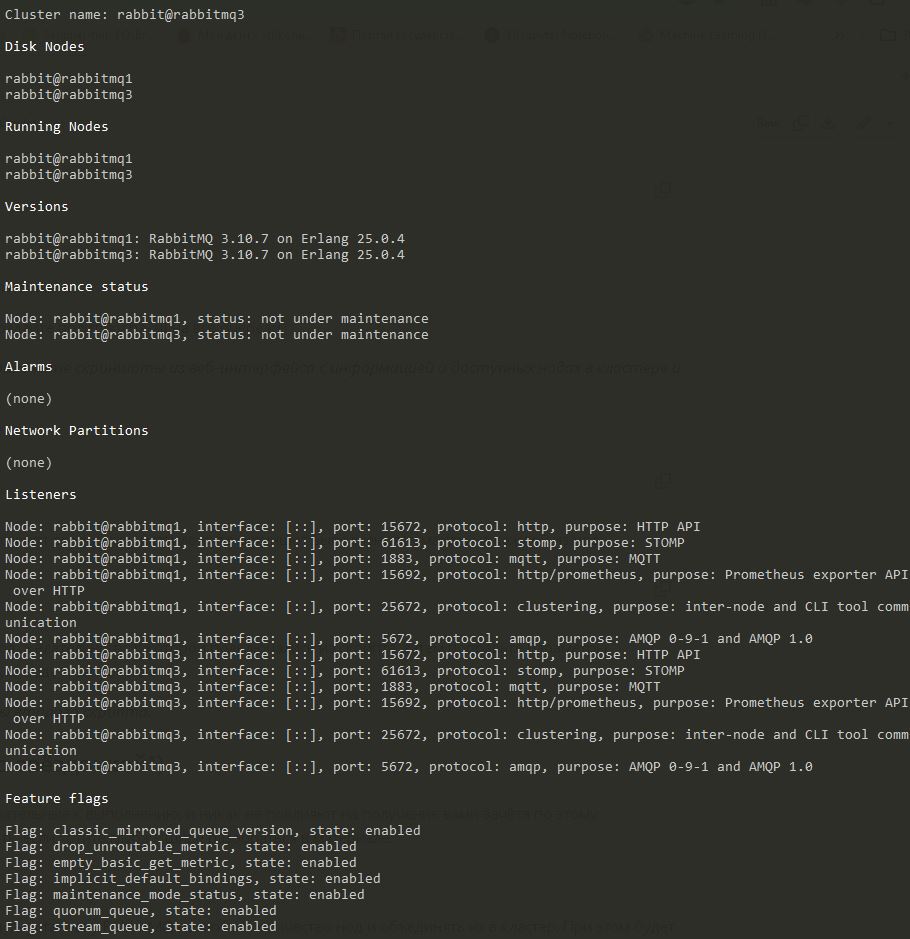 Cluster name: rabbit@rabbitmq3
Disk Nodes
rabbit@rabbitmq1
rabbit@rabbitmq3
Running Nodes
rabbit@rabbitmq1
rabbit@rabbitmq3
Versions
rabbit@rabbitmq1: RabbitMQ 3.10.7 on Erlang 25.0.4
rabbit@rabbitmq3: RabbitMQ 3.10.7 on Erlang 25.0.4
Maintenance status
Node: rabbit@rabbitmq1, status: not under maintenance
Node: rabbit@rabbitmq3, status: not under maintenance
Alarms
скриншоты из веб-интерфейса с информацией о доступных нодах в кластере и
(none)
Network Partitions
(none)
Listeners
Node: rabbit@rabbitmq1, interface: [::], port: 15672, protocol: http, purpose: HTTP API
Node: rabbit@rabbitmq1, interface: [::], port: 61613, protocol: stomp, purpose: STOMP
Node: rabbit@rabbitmq1, interface: [::], port: 1883, protocol: mqtt, purpose: MQTT
Node: rabbit@rabbitmq1, interface: [::], port: 15692, protocol: http/prometheus, purpose: Prometheus exporter API
 over HTTP
Node: rabbit@rabbitmq1, interface: [::], port: 25672, protocol: clustering, purpose: inter-node and CLI tool comm
unication
Node: rabbit@rabbitmq1, interface: [::], port: 5672, protocol: amqp, purpose: AMQP 0-9-1 and AMQP 1.0
Node: rabbit@rabbitmq3, interface: [::], port: 15672, protocol: http, purpose: HTTP API
Node: rabbit@rabbitmq3, interface: [::], port: 61613, protocol: stomp, purpose: STOMP
Node: rabbit@rabbitmq3, interface: [::], port: 1883, protocol: mqtt, purpose: MQTT
Node: rabbit@rabbitmq3, interface: [::], port: 15692, protocol: http/prometheus, purpose: Prometheus exporter API
 over HTTP
Node: rabbit@rabbitmq3, interface: [::], port: 25672, protocol: clustering, purpose: inter-node and CLI tool comm
unication
Node: rabbit@rabbitmq3, interface: [::], port: 5672, protocol: amqp, purpose: AMQP 0-9-1 and AMQP 1.0
Feature flags
Flag: classic_mirrored_queue_version, state: enabled
Flag: drop_unroutable_metric, state: enabled
Flag: empty_basic_get_metric, state: enabled
Flag: implicit_default_bindings, state: enabled
Flag: maintenance_mode_status, state: enabled
Flag: quorum_queue, state: enabled
Flag: stream_queue, state: enabled